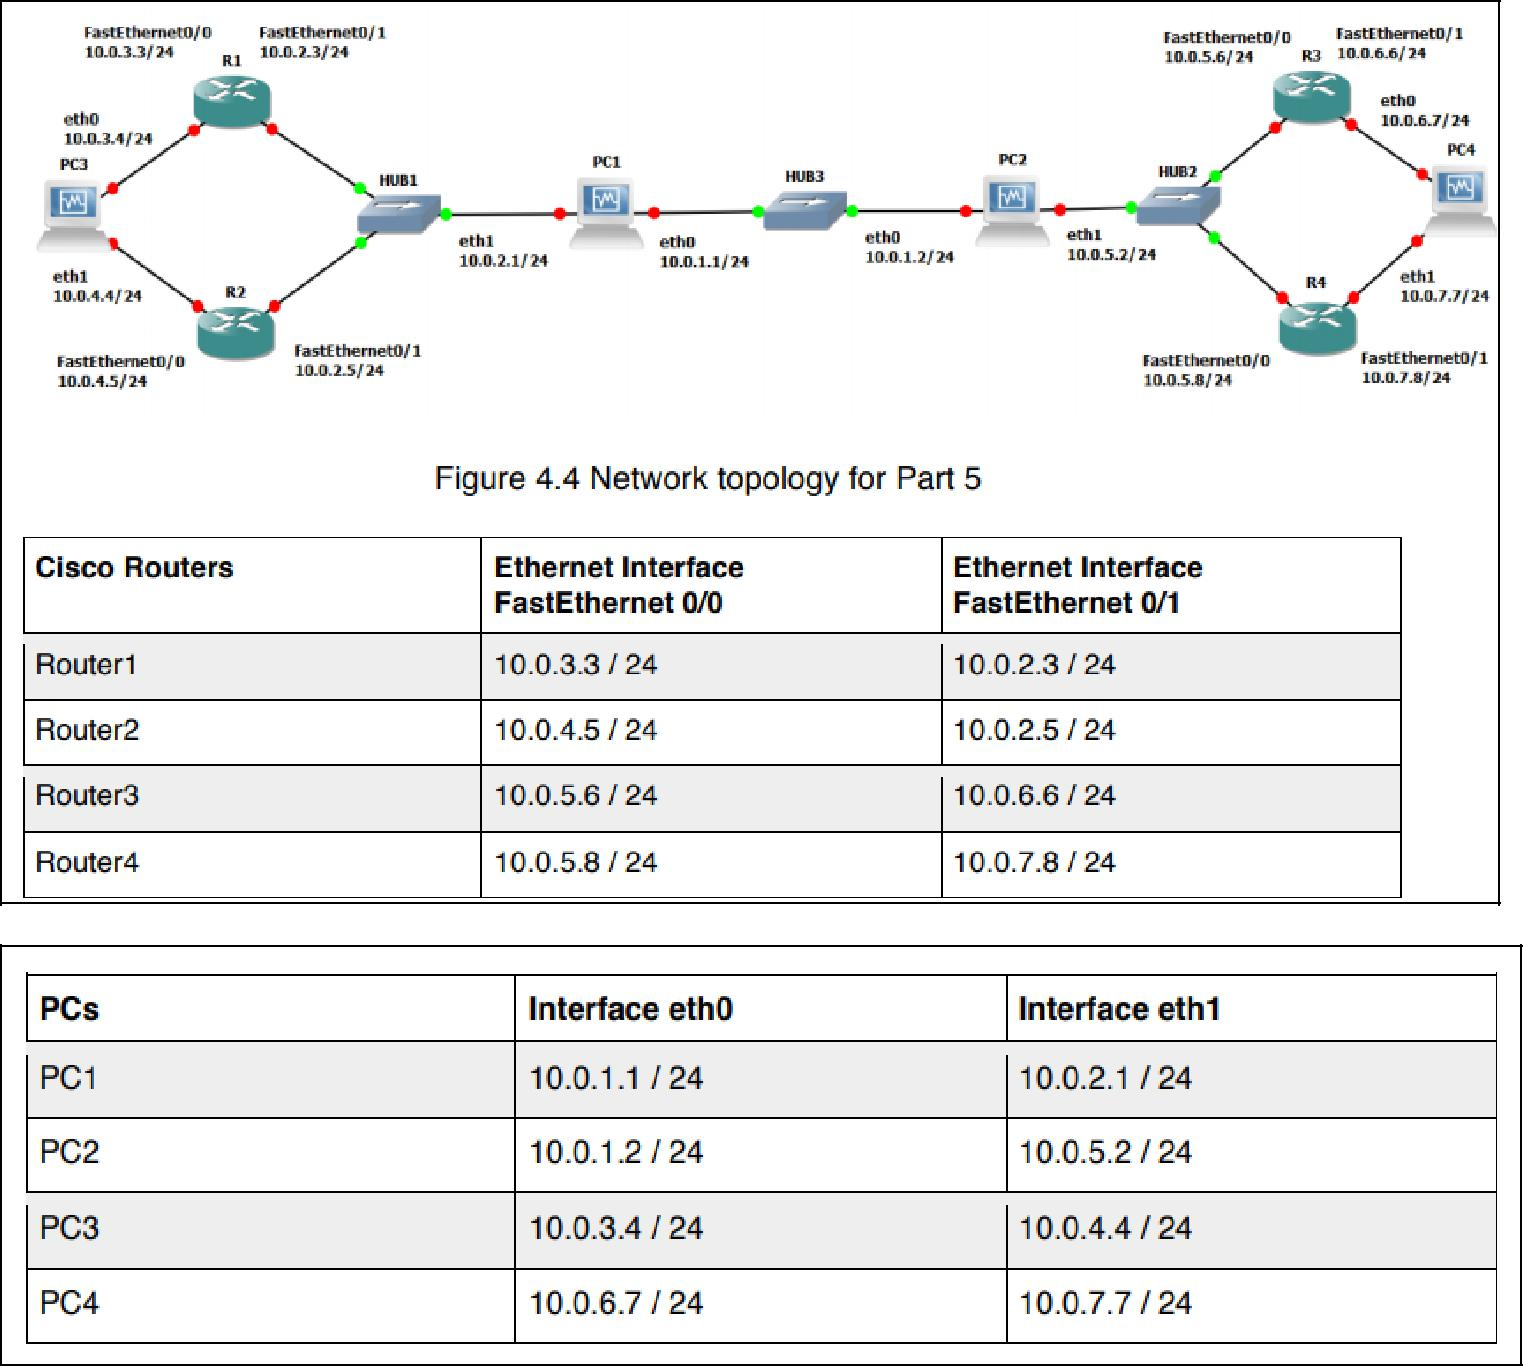 FastEthernet0/0
10.0.3.3/24
FastEthernet0/1
10.0.2.3/24
R1
eth0
10.0.3.4/24
PC3
eth1
10.0.4.4/24
R2
FastEthernet0/0
10.0.4.5/24
FastEthernet0/1
10.0.2.5/24
HUB1
eth1
10.0.2.1/24
PC1
eth0
10.0.1.1/24
HUB3
eth0
10.0.1.2/24
PC2
eth1
10.0.5.2/24
HUB2
FastEthernet0/0
10.0.5.6/24
R3
FastEthernet0/1
10.0.6.6/24
eth0
10.0.6.7/24
PC4
eth1
10.0.7.7/24
R4
FastEthernet0/0
10.0.5.8/24
FastEthernet0/1
10.0.7.8/24
Figure 4.4 Network topology for Part 5
Cisco Routers Ethernet Interface FastEthernet 0/0 Ethernet Interface FastEthernet 0/1
Router1 10.0.3.3 / 24 10.0.2.3 / 24
Router2 10.0.4.5 / 24 10.0.2.5 / 24
Router3 10.0.5.6 / 24 10.0.6.6 / 24
Router4 10.0.5.8 / 24 10.0.7.8 / 24
PCs Interface eth0 Interface eth1
PC1 10.0.1.1 / 24 10.0.2.1 / 24
PC2 10.0.1.2 / 24 10.0.5.2 / 24
PC3 10.0.3.4 / 24 10.0.4.4 / 24
PC4 10.0.6.7 / 24 10.0.7.7 / 24